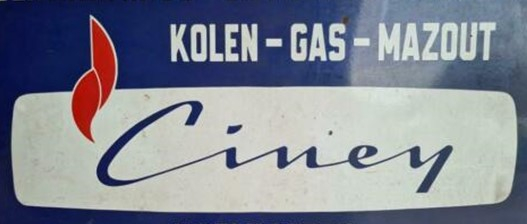 KOLEN - GAS - MAZOUT
Ciney